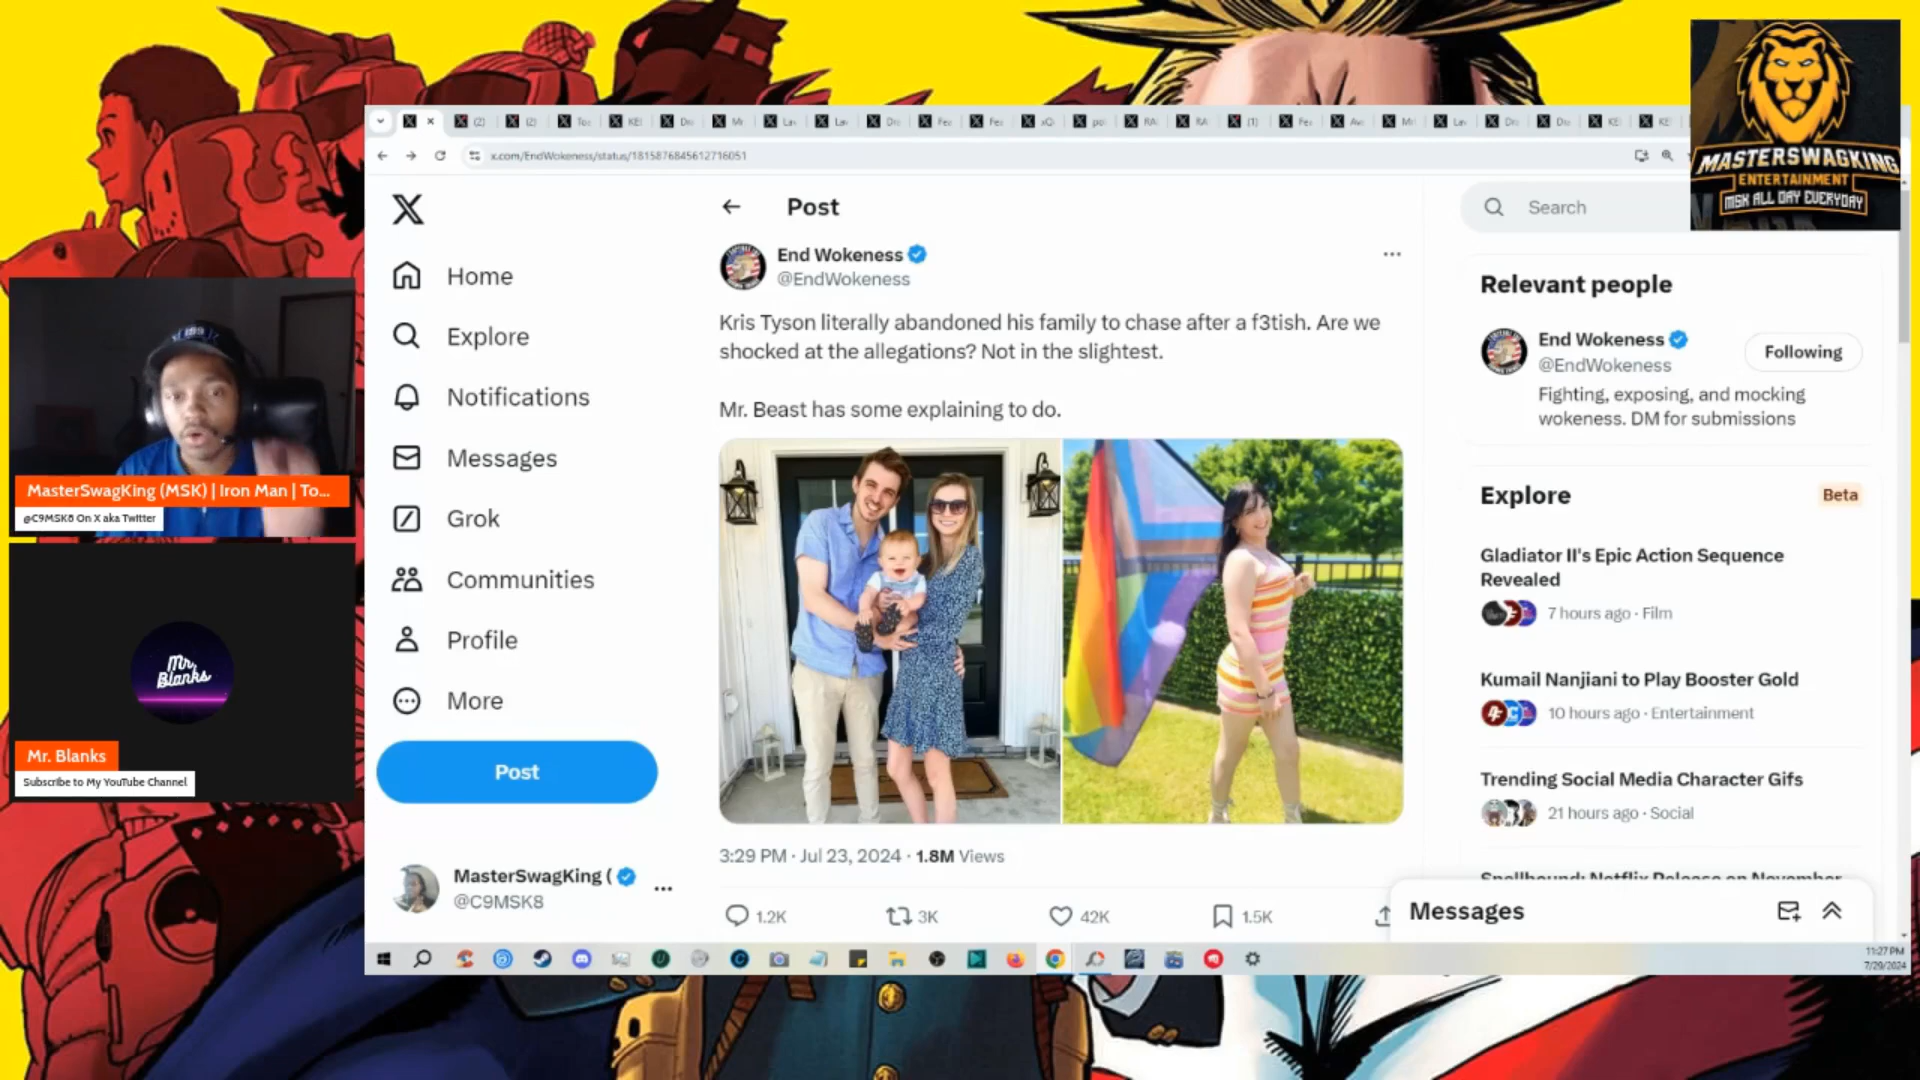 (2)
(2)
x.com/EndWokeness/status/1815876845612716051
MASTERSWAGKING
ENTERTAINMENT
MSK ALL DAY EVERYDAY
Post
Search
End Wokeness
@EndWokeness
Kris Tyson literally abandoned his family to chase after a f3tish. Are we
shocked at the allegations? Not in the slightest.
Mr. Beast has some explaining to do.
3:29 PM · Jul 23, 2024 · 1.8M Views
1.2K
3K
42K
1.5K
Home
Explore
Notifications
Messages
Grok
Communities
Profile
More
Post
MasterSwagKing (
@C9MSK8
Relevant people
End Wokeness
@EndWokeness
Following
Fighting, exposing, and mocking
wokeness. DM for submissions
Explore
Beta
Gladiator II's Epic Action Sequence
Revealed
7 hours ago · Film
Kumail Nanjiani to Play Booster Gold
10 hours ago · Entertainment
Trending Social Media Character Gifs
21 hours ago · Social
Spellbound: Netflix Release on November
Messages
MasterSwagKing (MSK) | Iron Man | To...
@C9MSK8 On X aka Twitter
Mr. Blanks
Mr. Blanks
Subscribe to My YouTube Channel
11:27 PM
7/29/2024